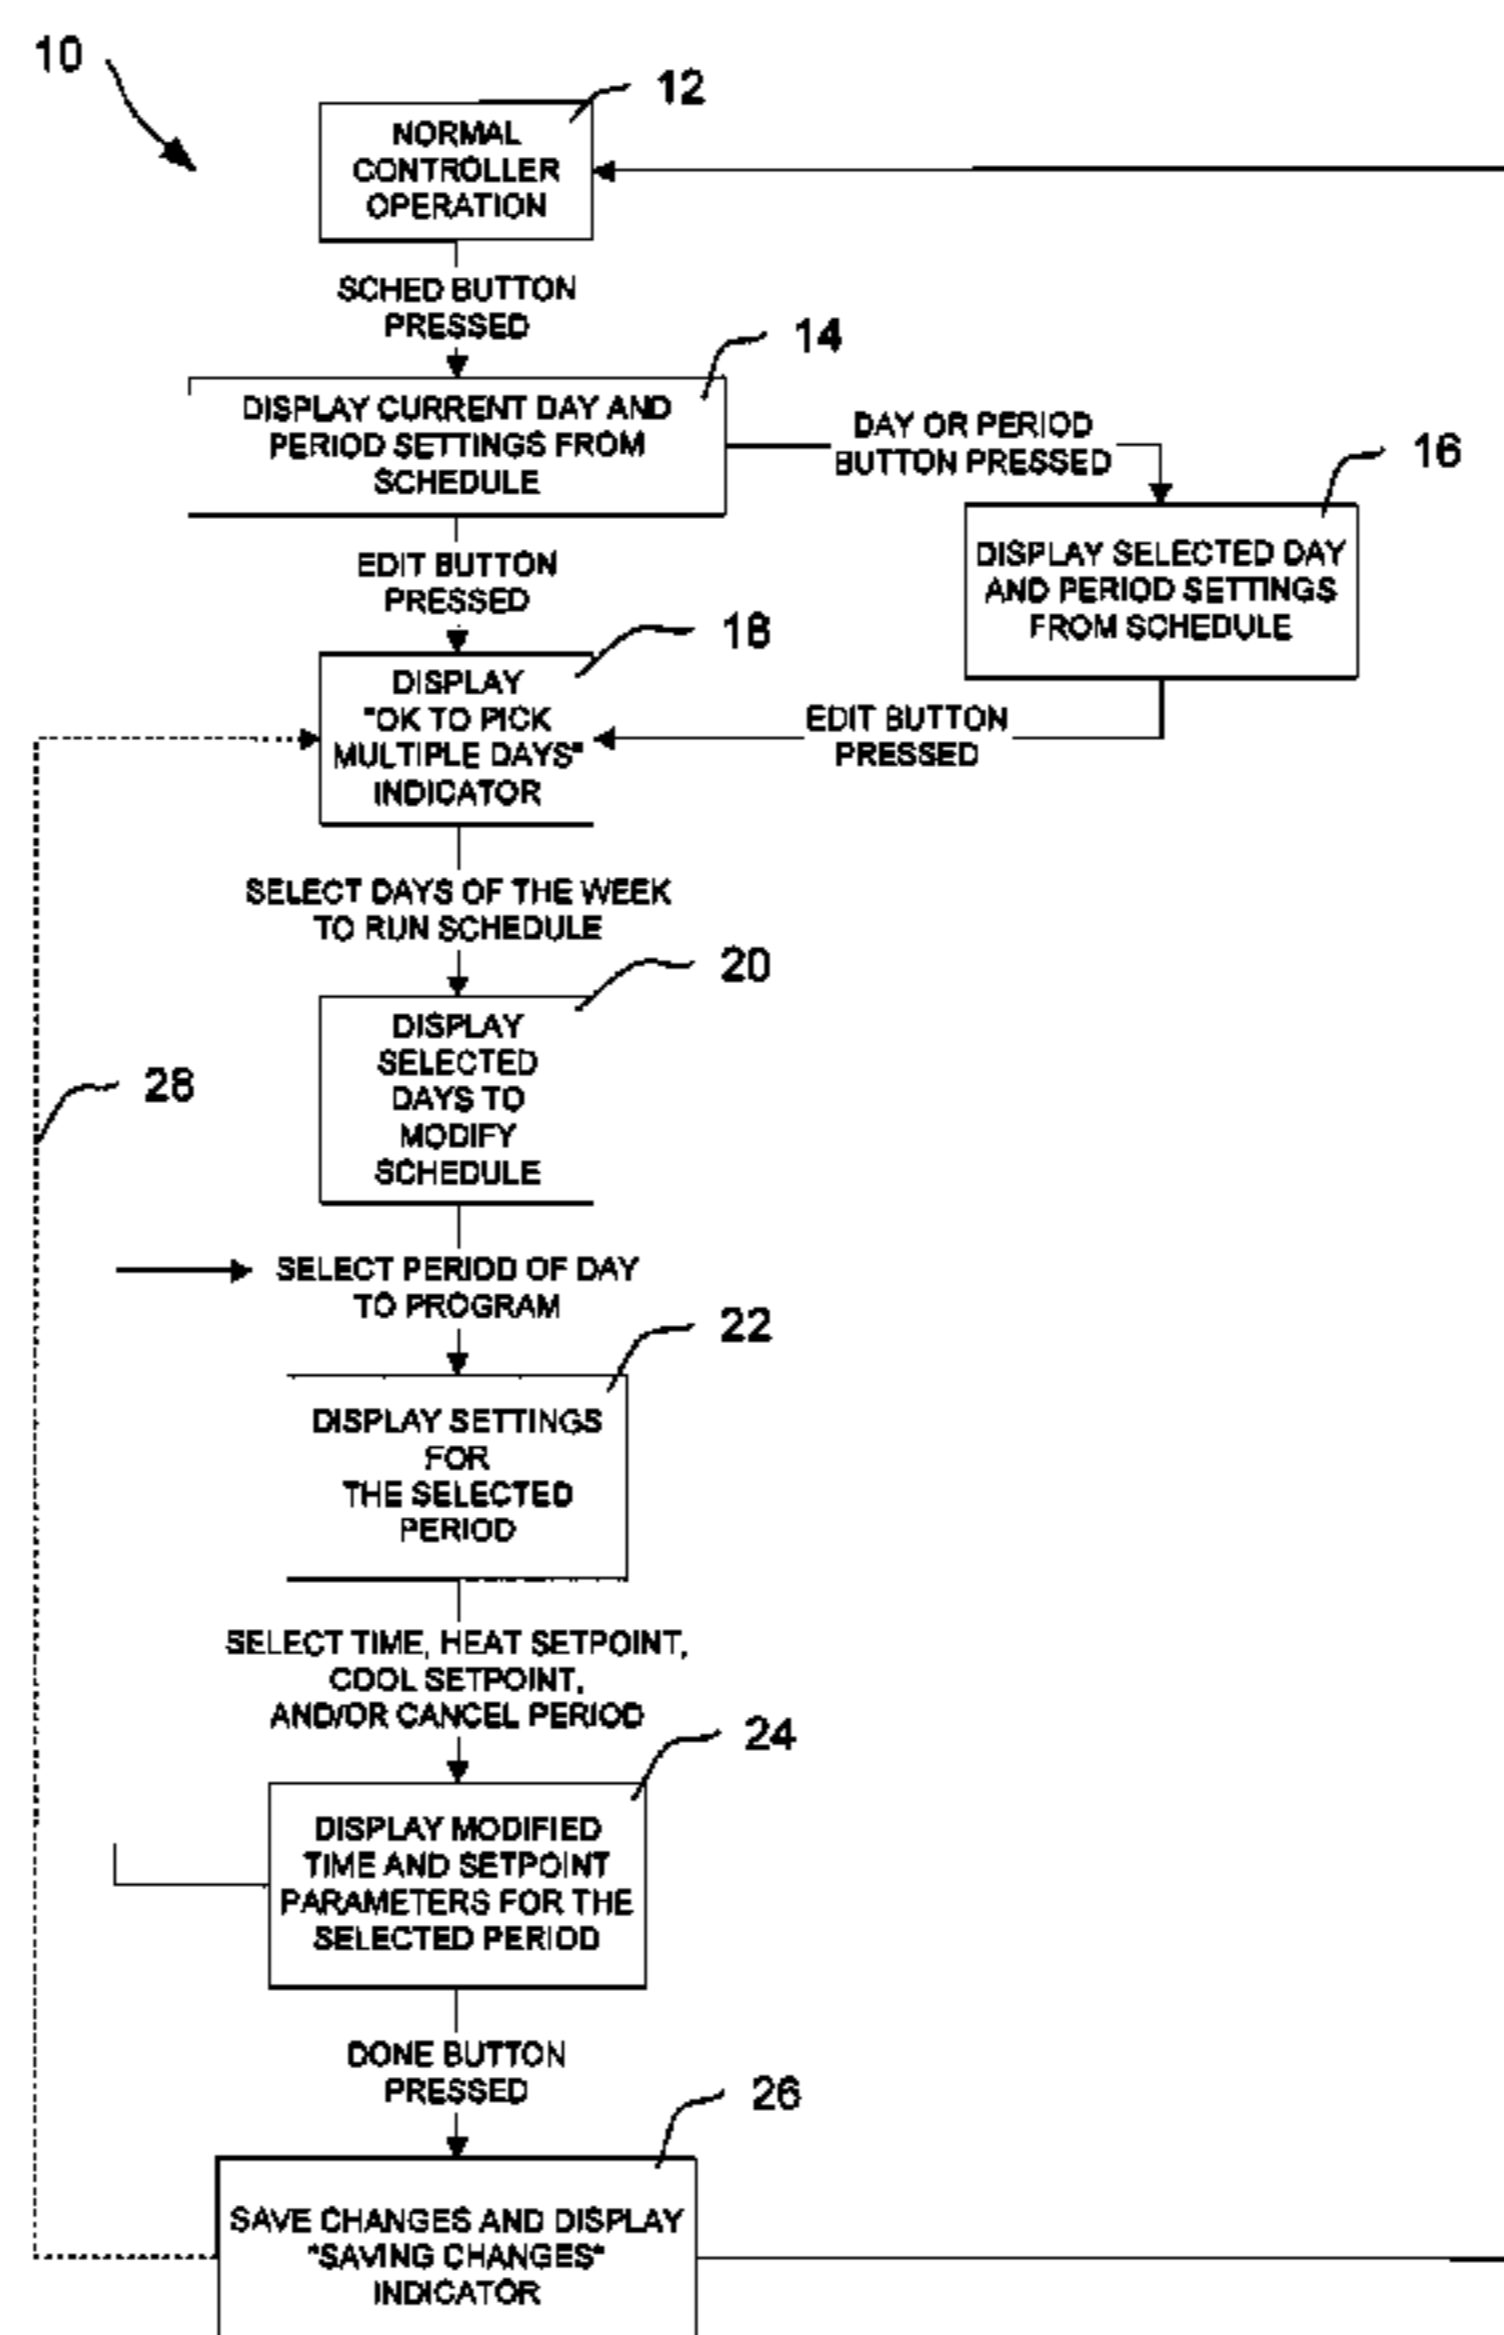 10
12
NORMAL
CONTROLLER
OPERATION
SCHED BUTTON
PRESSED
14
DISPLAY CURRENT DAY AND
PERIOD SETTINGS FROM
SCHEDULE
DAY OR PERIOD
BUTTON PRESSED
16
DISPLAY SELECTED DAY
AND PERIOD SETTINGS
FROM SCHEDULE
EDIT BUTTON
PRESSED
18
DISPLAY
"OK TO PICK
MULTIPLE DAYS"
INDICATOR
EDIT BUTTON
PRESSED
SELECT DAYS OF THE WEEK
TO RUN SCHEDULE
20
DISPLAY
SELECTED
DAYS TO
MODIFY
SCHEDULE
28
SELECT PERIOD OF DAY
TO PROGRAM
22
DISPLAY SETTINGS
FOR
THE SELECTED
PERIOD
SELECT TIME, HEAT SETPOINT,
COOL SETPOINT,
AND/OR CANCEL PERIOD
24
DISPLAY MODIFIED
TIME AND SETPOINT
PARAMETERS FOR THE
SELECTED PERIOD
DONE BUTTON
PRESSED
26
SAVE CHANGES AND DISPLAY
"SAVING CHANGES"
INDICATOR